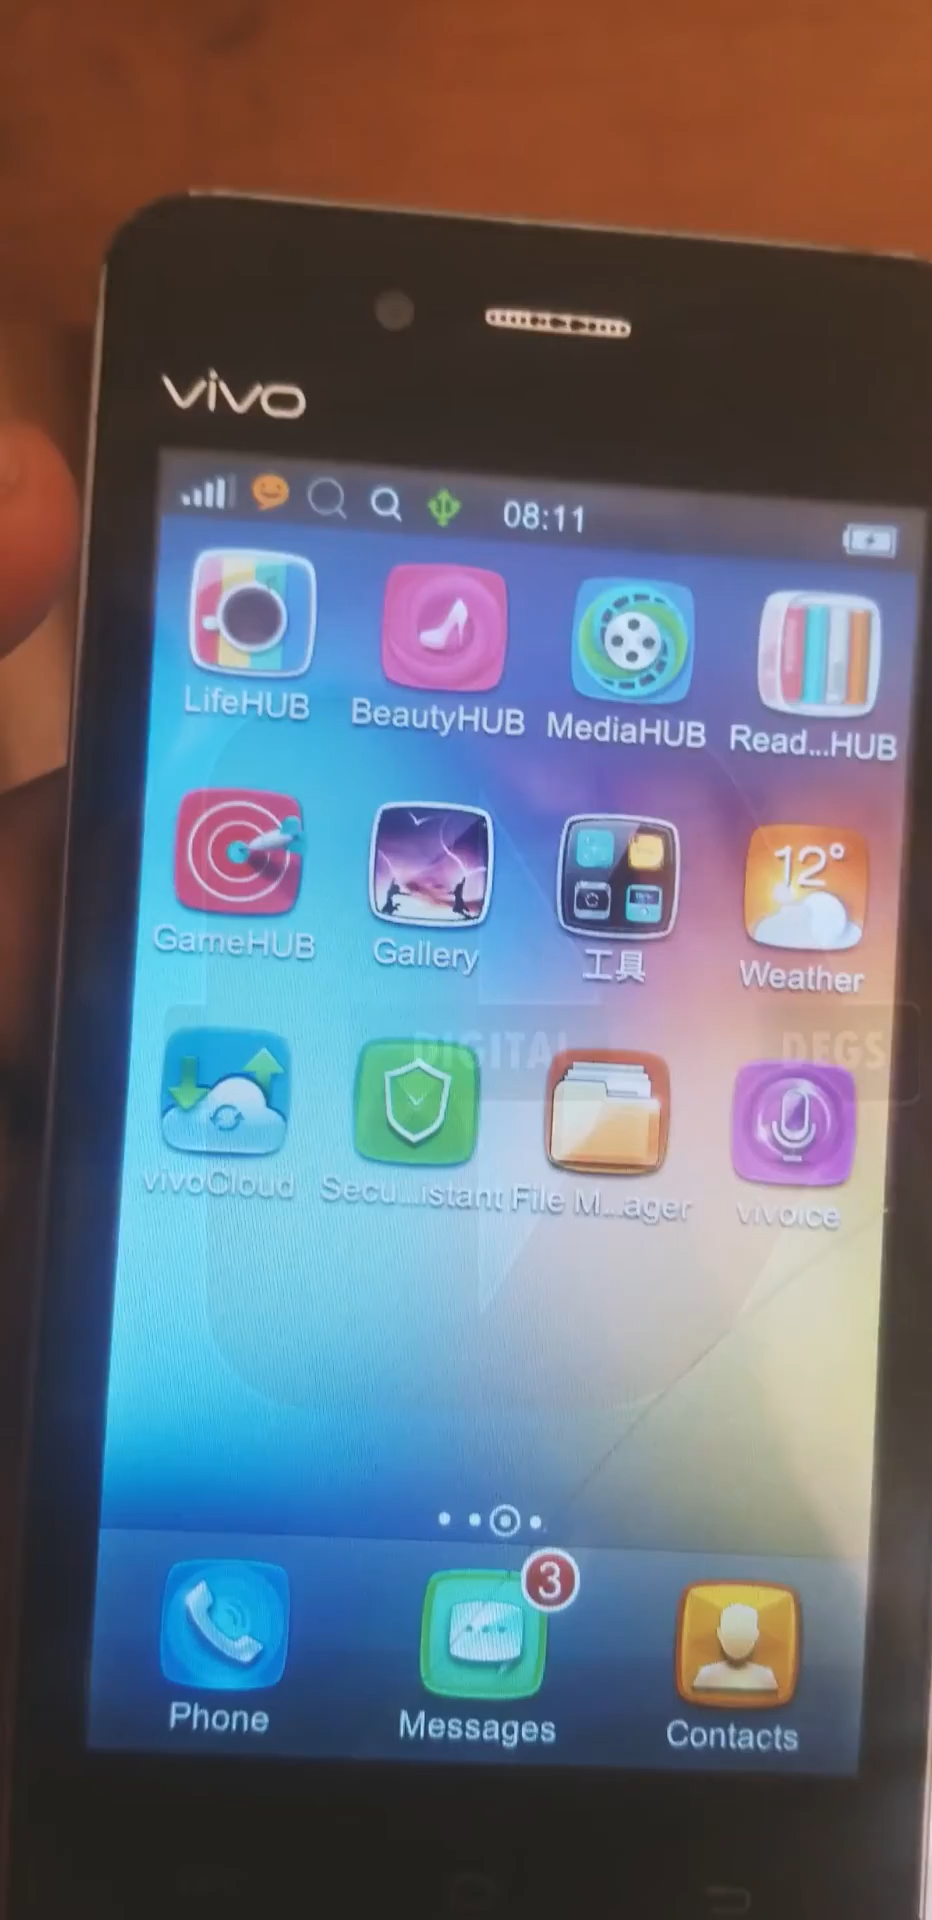 vivo
08:11
LifeHUB BeautyHUB MediaHUB Read...HUB
12°
GameHUB Gallery 工具 Weather
DIGITAL DEGS
vivoCloud Secu...istant File M...ager vivoice
3
Phone Messages Contacts